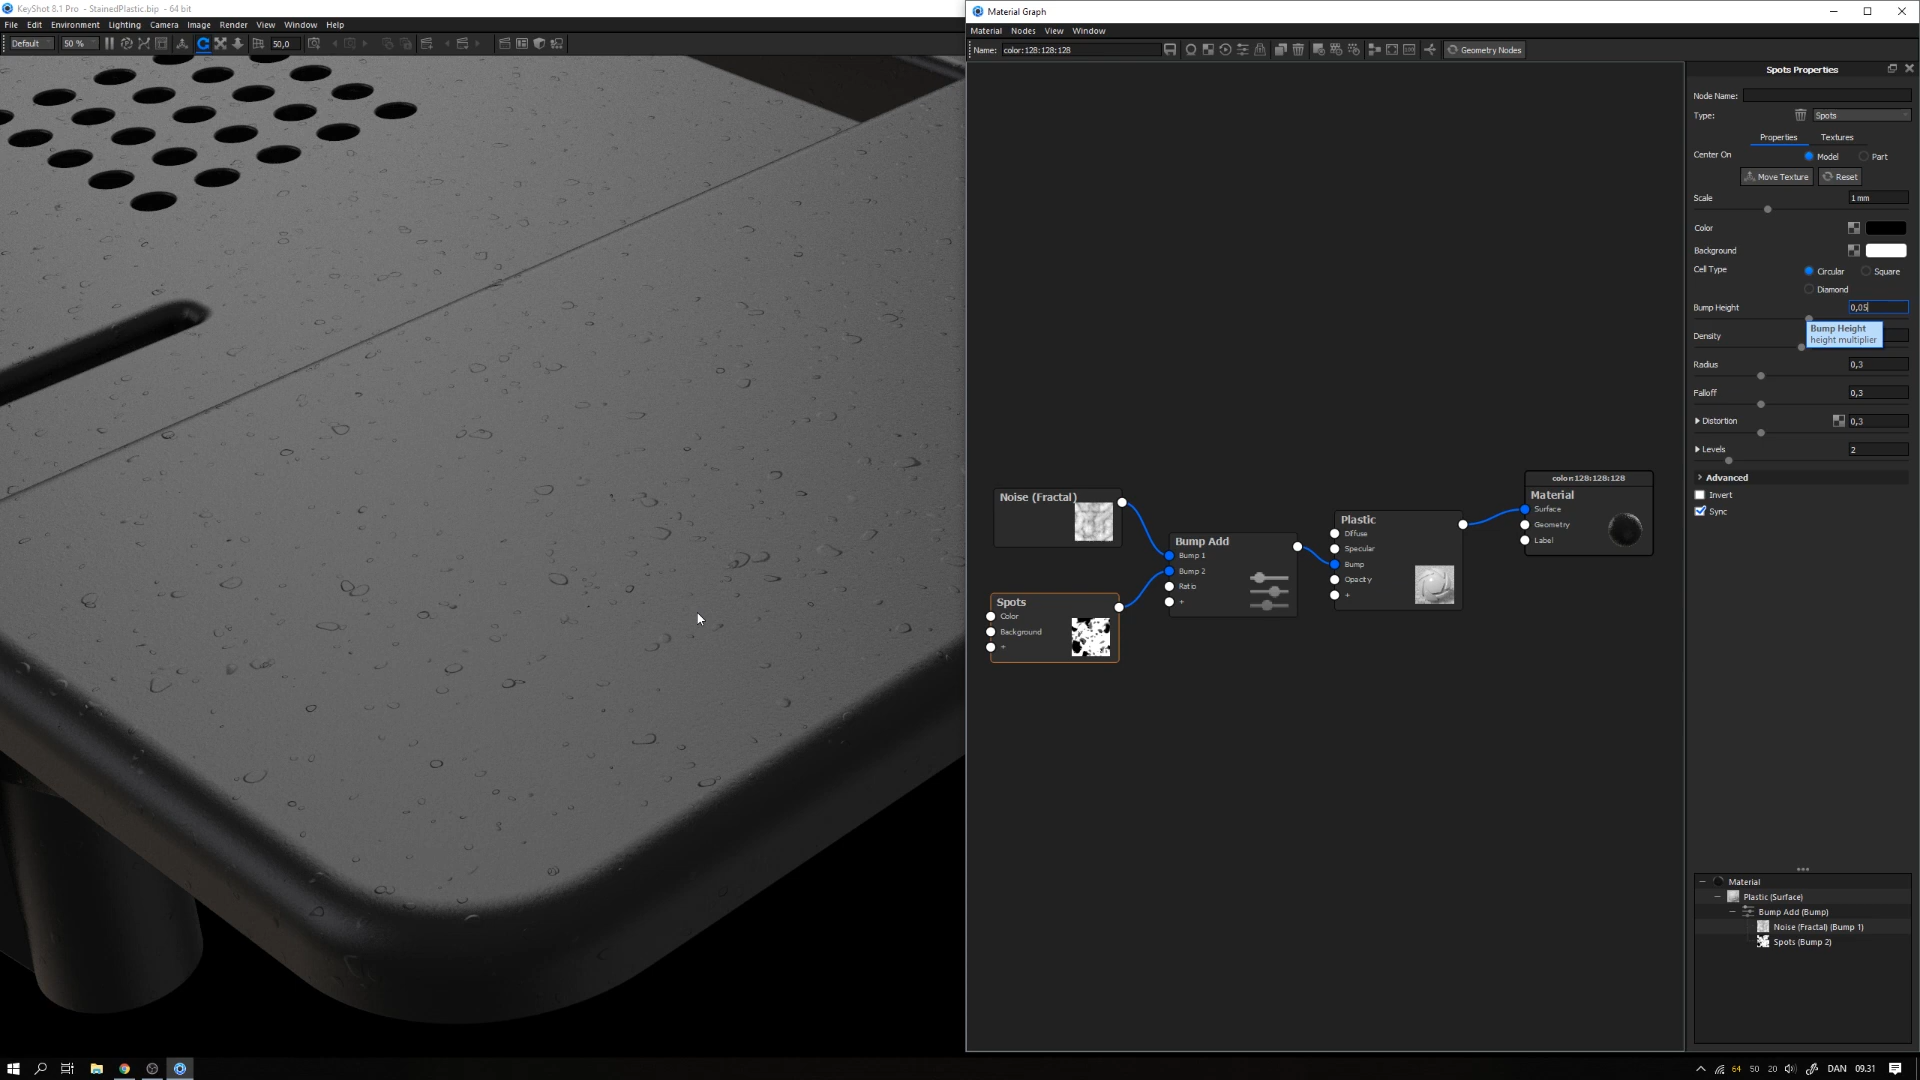 KeyShot 8.1 Pro - StainedPlastic.bip - 64 bit
File Edit Environment Lighting Camera Image Render View Window Help
Default 50 % 50,0
Material Graph
Material Nodes View Window
Name: color:128:128:128 Geometry Nodes
Spots Properties
Node Name:
Type: Spots
Properties Textures
Center On Model Part
Move Texture Reset
Scale 1 mm
Color
Background
Cell Type Circular Square
Diamond
Bump Height 0,05
Bump Height
height multiplier
Density
Radius 0,3
Falloff 0,3
Distortion 0,3
Levels 2
Advanced
Invert
Sync
Noise (Fractal)
Spots
Color
Background
+
Bump Add
Bump 1
Bump 2
Ratio
+
Plastic
Diffuse
Specular
Bump
Opacity
+
color:128:128:128
Material
Surface
Geometry
Label
Material
Plastic (Surface)
Bump Add (Bump)
Noise (Fractal) (Bump 1)
Spots (Bump 2)
64 50 20 DAN 09.31